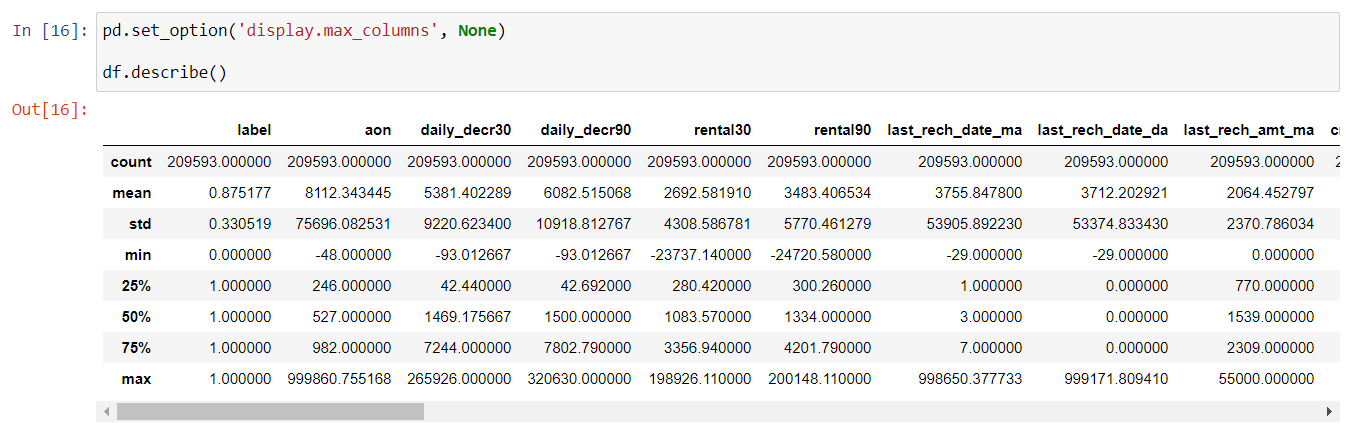 In [16]: pd.set_option('display.max_columns', None)
df.describe()
Out[16]:
label aon daily_decr30 daily_decr90 rental30 rental90 last_rech_date_ma last_rech_date_da last_rech_amt_ma
count 209593.000000 209593.000000 209593.000000 209593.000000 209593.000000 209593.000000 209593.000000 209593.000000 209593.000000 2
mean 0.875177 8112.343445 5381.402289 6082.515068 2692.581910 3483.406534 3755.847800 3712.202921 2064.452797
std 0.330519 75696.082531 9220.623400 10918.812767 4308.586781 5770.461279 53905.892230 53374.833430 2370.786034
min 0.000000 -48.000000 -93.012667 -93.012667 -23737.140000 -24720.580000 -29.000000 -29.000000 0.000000
25% 1.000000 246.000000 42.440000 42.692000 280.420000 300.260000 1.000000 0.000000 770.000000
50% 1.000000 527.000000 1469.175667 1500.000000 1083.570000 1334.000000 3.000000 0.000000 1539.000000
75% 1.000000 982.000000 7244.000000 7802.790000 3356.940000 4201.790000 7.000000 0.000000 2309.000000
max 1.000000 999860.755168 265926.000000 320630.000000 198926.110000 200148.110000 998650.377733 999171.809410 55000.000000